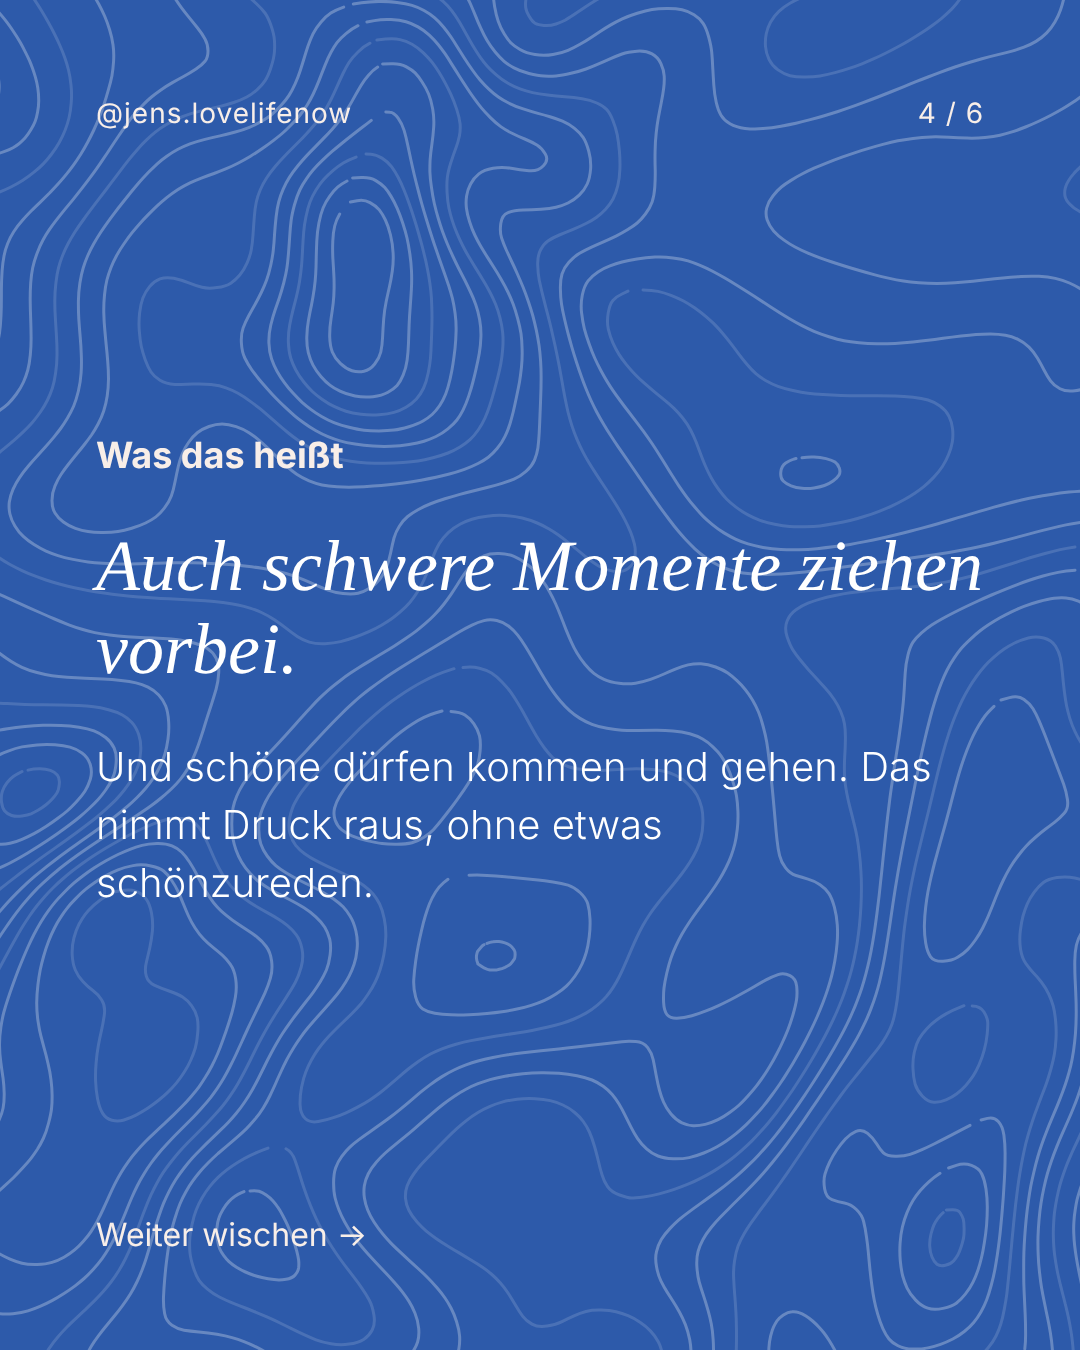 @jens.lovelifenow
4 / 6
Was das heißt
Auch schwere Momente ziehen
vorbei.
Und schöne dürfen kommen und gehen. Das
nimmt Druck raus, ohne etwas
schönzureden.
Weiter wischen →